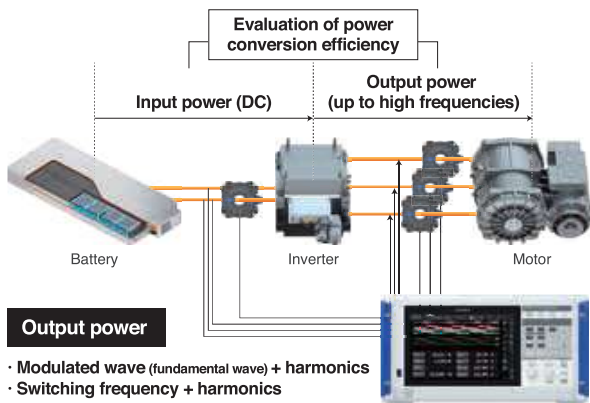 Evaluation of power
conversion efficiency
Input power (DC)
Output power
(up to high frequencies)
Battery
Inverter
Motor
Output power
· Modulated wave (fundamental wave) + harmonics
· Switching frequency + harmonics